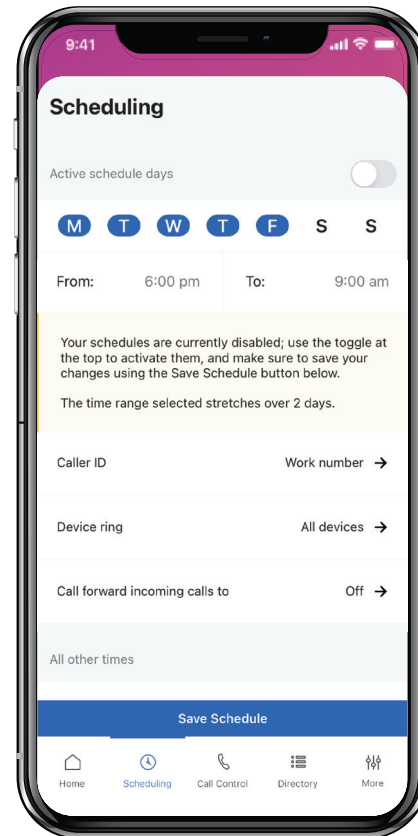 9:41
Scheduling
Active schedule days
M T W T F S S
From: 6:00 pm To: 9:00 am
Your schedules are currently disabled; use the toggle at
the top to activate them, and make sure to save your
changes using the Save Schedule button below.
The time range selected stretches over 2 days.
Caller ID Work number →
Device ring All devices →
Call forward incoming calls to Off →
All other times
Save Schedule
Home Scheduling Call Control Directory More